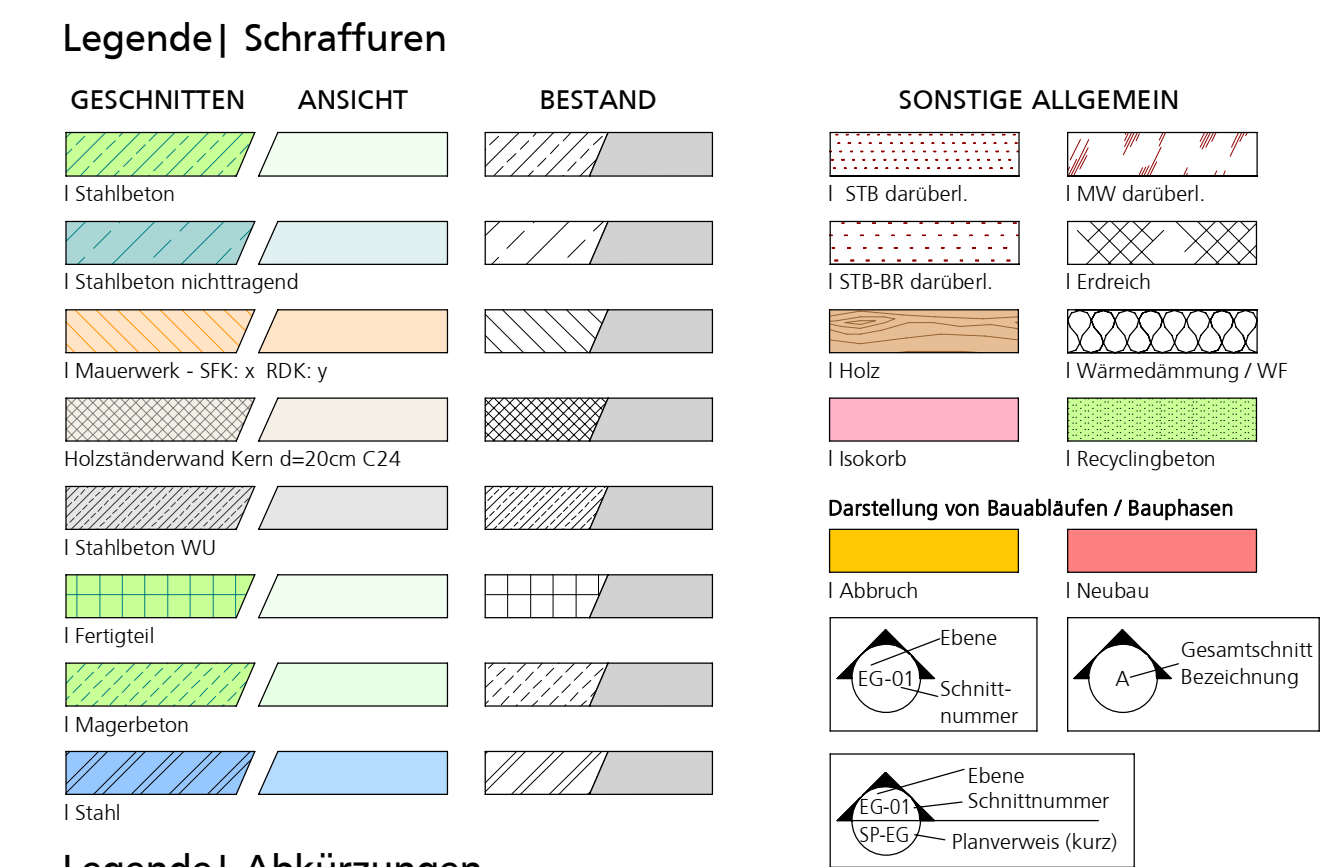 Legende| Schraffuren
GESCHNITTEN ANSICHT BESTAND
l Stahlbeton
l Stahlbeton nichttragend
l Mauerwerk - SFK: x RDK: y
Holzständerwand Kern d=20cm C24
l Stahlbeton WU
l Fertigteil
l Magerbeton
l Stahl
SONSTIGE ALLGEMEIN
l STB darüberl. l MW darüberl.
l STB-BR darüberl. l Erdreich
l Holz l Wärmedämmung / WF
l Isokorb l Recyclingbeton
Darstellung von Bauabläufen / Bauphasen
l Abbruch l Neubau
Ebene
EG-01
Schnitt-
nummer
A
Gesamtschnitt
Bezeichnung
Ebene
EG-01 Schnittnummer
SP-EG Planverweis (kurz)
Legende| Abkürzungen